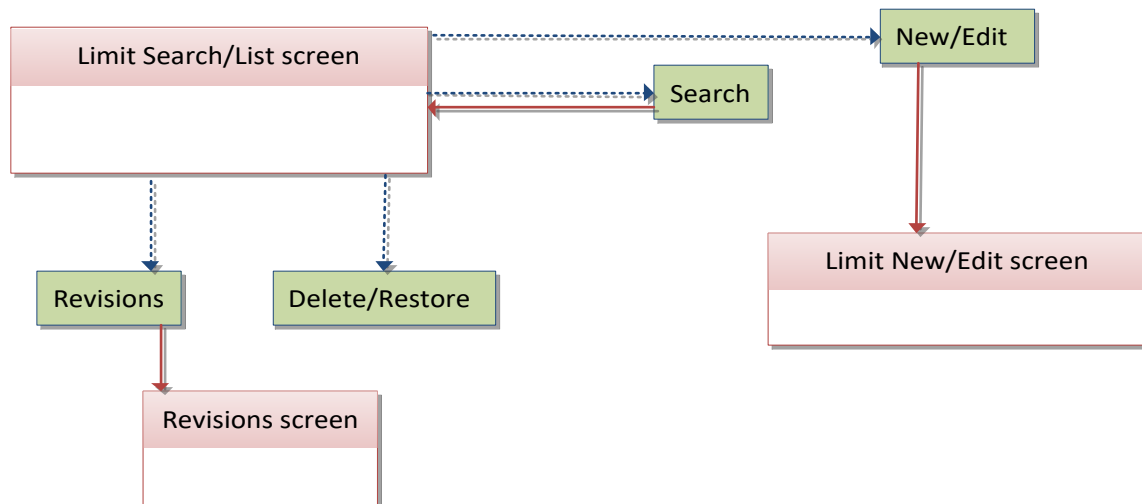 New/Edit
Limit Search/List screen
Search
Limit New/Edit screen
Revisions
Delete/Restore
Revisions screen